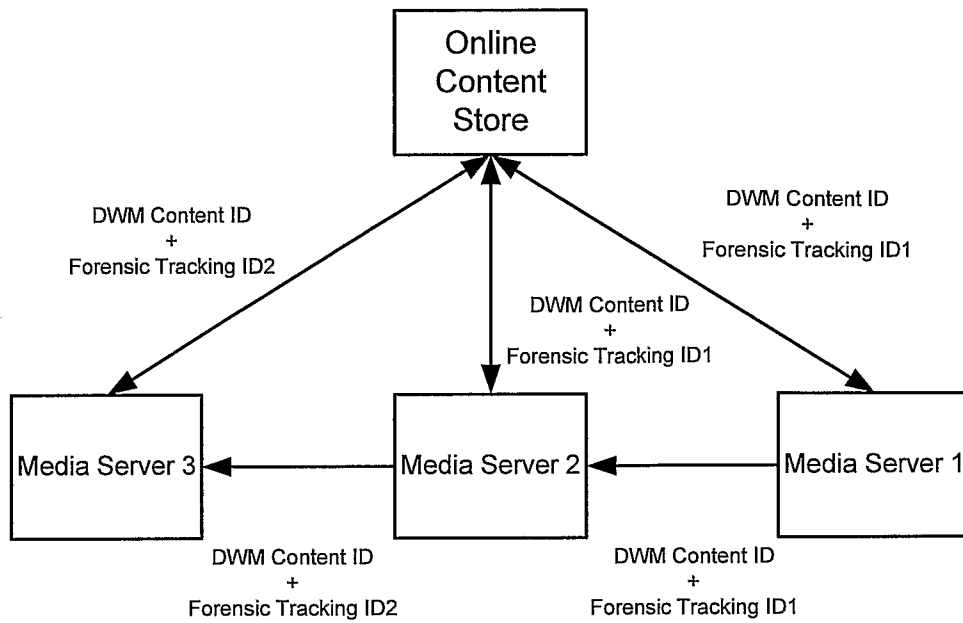 Online
Content
Store
DWM Content ID
+
Forensic Tracking ID2
DWM Content ID
+
Forensic Tracking ID1
DWM Content ID
+
Forensic Tracking ID1
Media Server 3
Media Server 2
Media Server 1
DWM Content ID
+
Forensic Tracking ID2
DWM Content ID
+
Forensic Tracking ID1